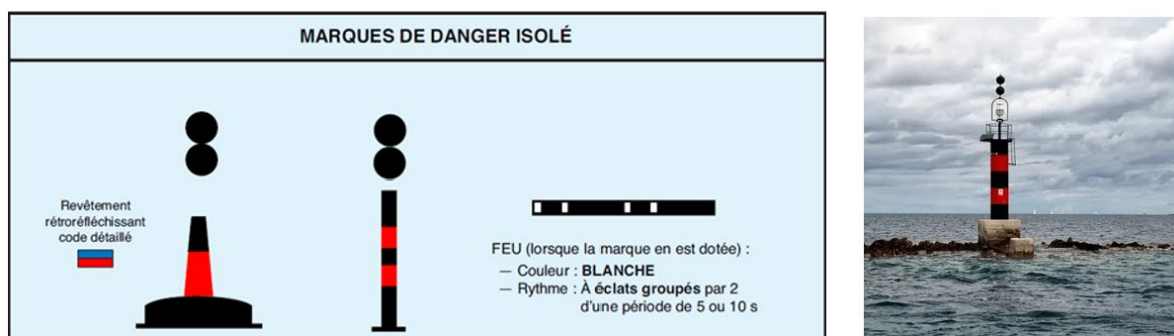 MARQUES DE DANGER ISOLÉ
Revêtement
rétroréfléchissant
code détaillé
FEU (lorsque la marque en est dotée) :
— Couleur : BLANCHE
— Rythme : À éclats groupés par 2
d'une période de 5 ou 10 s